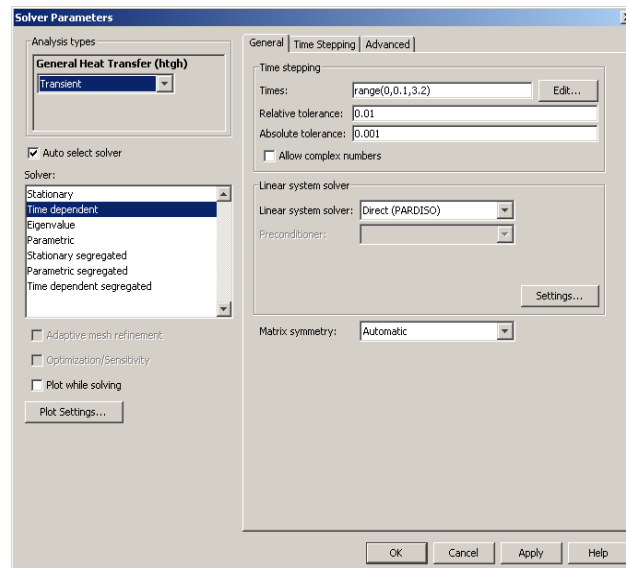 Solver Parameters
Analysis types
General Heat Transfer (htgh)
Transient
Auto select solver
Solver:
Stationary
Time dependent
Eigenvalue
Parametric
Stationary segregated
Parametric segregated
Time dependent segregated
Adaptive mesh refinement
Optimization/Sensitivity
Plot while solving
Plot Settings...
General
Time Stepping
Advanced
Time stepping
Times: range(0,0.1,3.2) Edit...
Relative tolerance: 0.01
Absolute tolerance: 0.001
Allow complex numbers
Linear system solver
Linear system solver: Direct (PARDISO)
Preconditioner:
Settings...
Matrix symmetry: Automatic
OK Cancel Apply Help